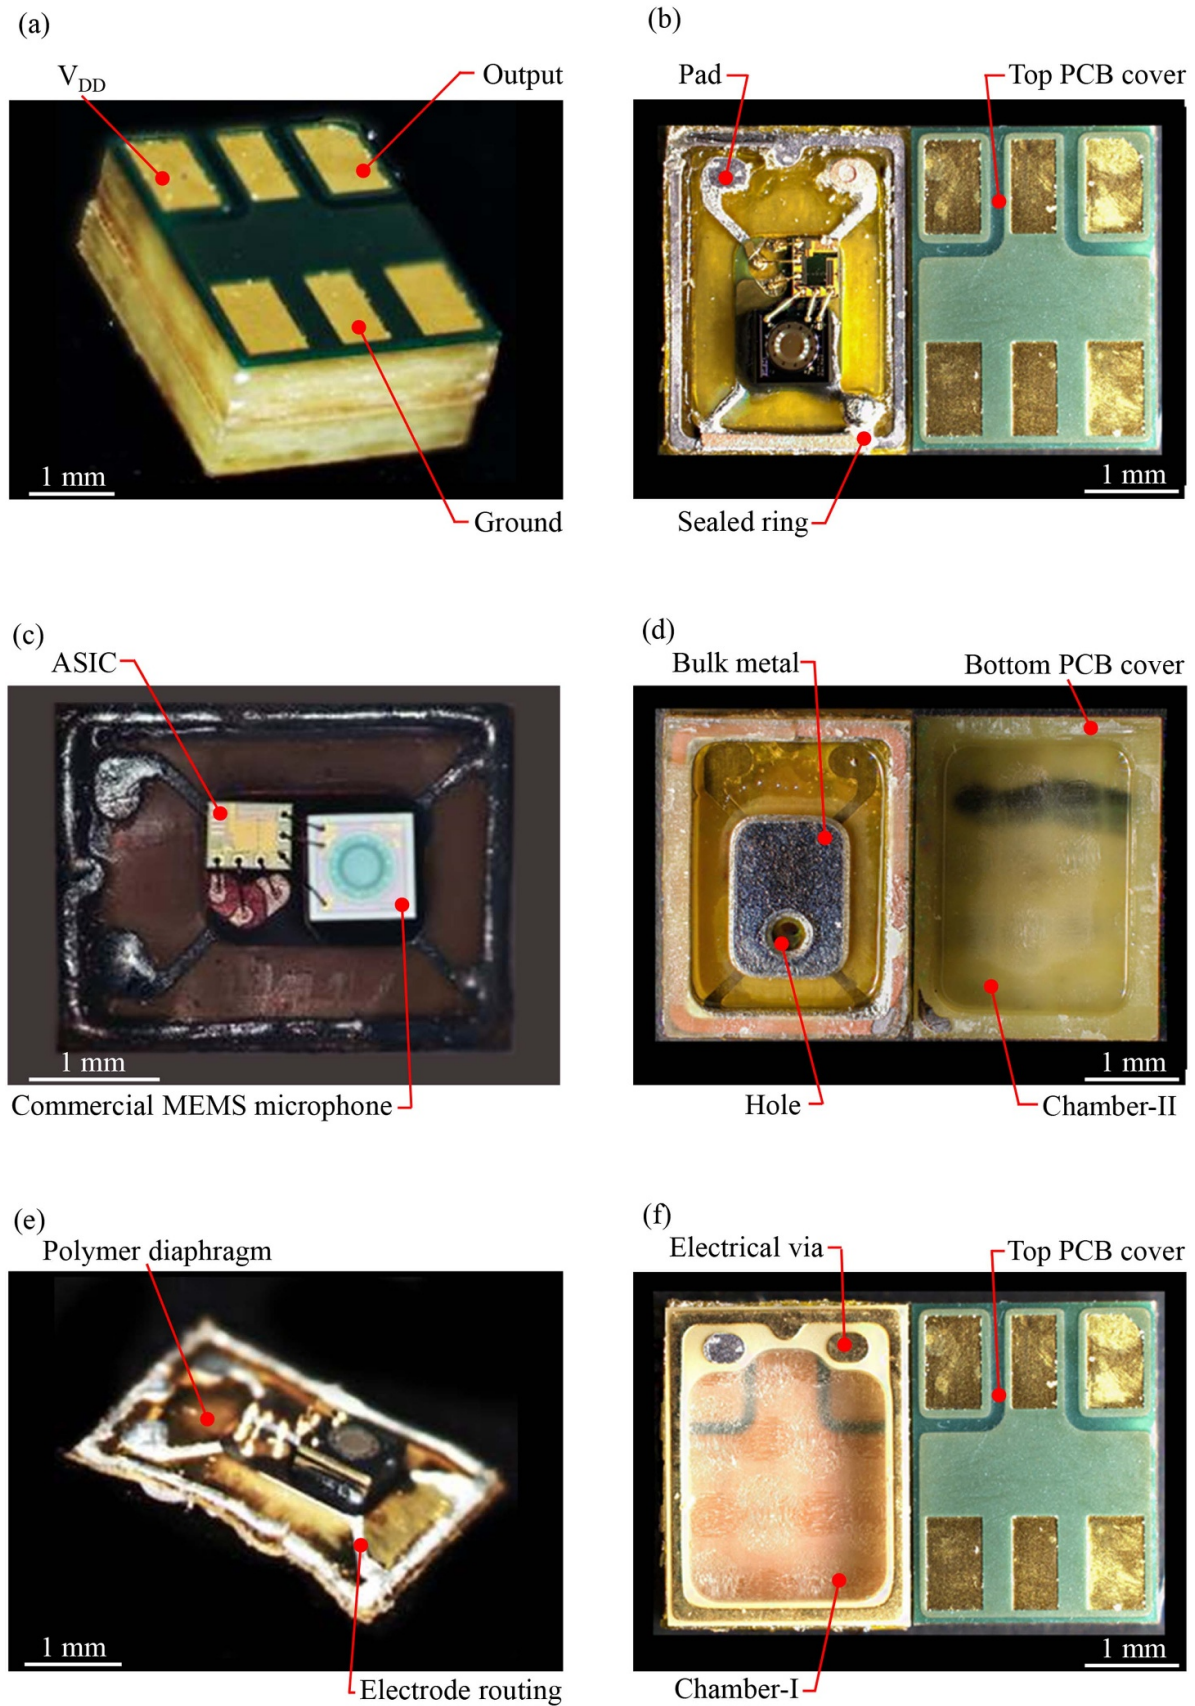 (a)
V_DD
Output
1 mm
Ground
(b)
Pad
Top PCB cover
1 mm
Sealed ring
(c)
ASIC
1 mm
Commercial MEMS microphone
(d)
Bulk metal
Bottom PCB cover
1 mm
Hole
Chamber-II
(e)
Polymer diaphragm
1 mm
Electrode routing
(f)
Electrical via
Top PCB cover
1 mm
Chamber-I